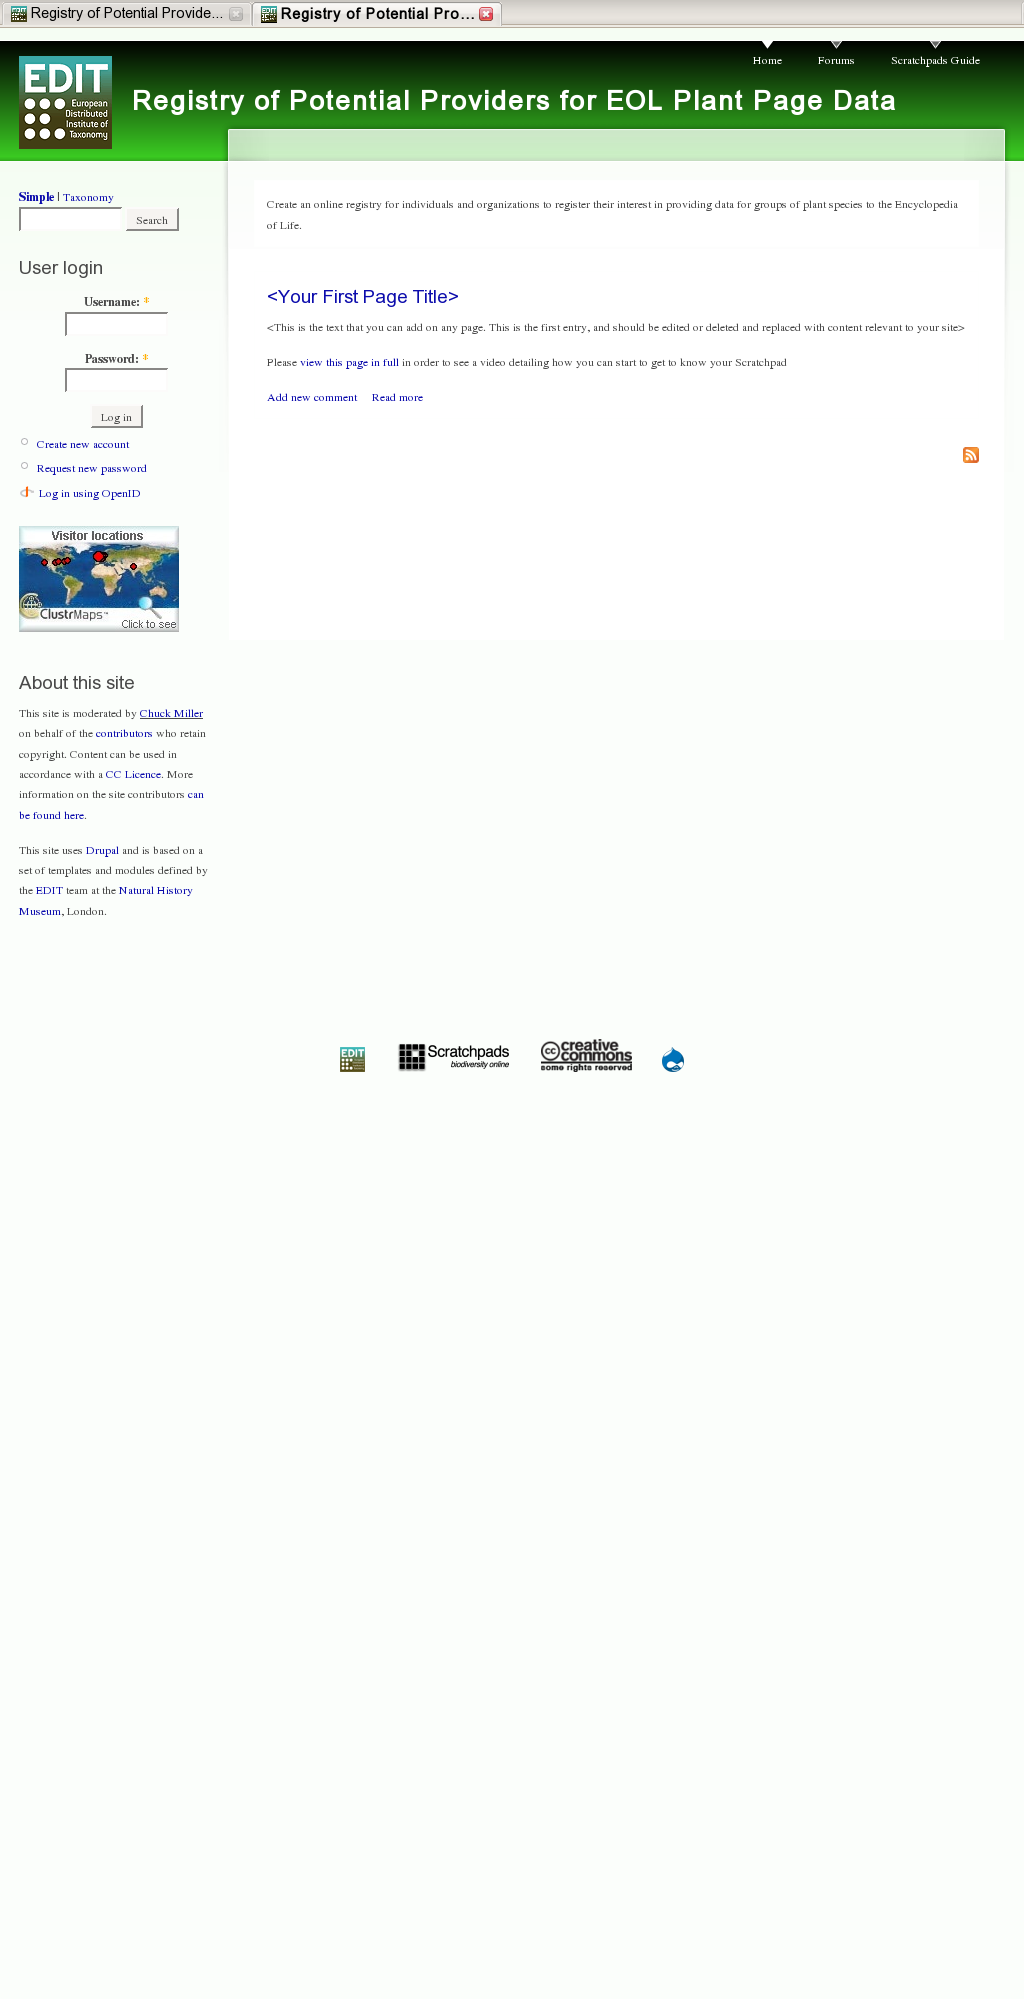 Registry of Potential Provide...
Registry of Potential Pro...
Home
Forums
Scratchpads Guide
EDIT
European
Distributed
Institute of
Taxonomy
Registry of Potential Providers for EOL Plant Page Data
Simple | Taxonomy
Search
User login
Username: *
Password: *
Log in
Create new account
Request new password
Log in using OpenID
Visitor locations
ClustrMaps™
Click to see
About this site
This site is moderated by Chuck Miller
on behalf of the contributors who retain
copyright. Content can be used in
accordance with a CC Licence. More
information on the site contributors can
be found here.
This site uses Drupal and is based on a
set of templates and modules defined by
the EDIT team at the Natural History
Museum, London.
Create an online registry for individuals and organizations to register their interest in providing data for groups of plant species to the Encyclopedia
of Life.
<Your First Page Title>
<This is the text that you can add on any page. This is the first entry, and should be edited or deleted and replaced with content relevant to your site>
Please view this page in full in order to see a video detailing how you can start to get to know your Scratchpad
Add new comment Read more
EDIT
Scratchpads
biodiversity online
cc creative
commons
some rights reserved